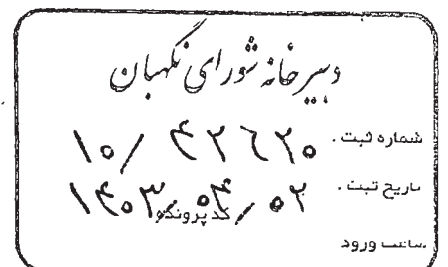 دبیرخانه شورای نگهبان
شماره ثبت . ۱۰/ ۴۲۶۲۰
تاریخ ثبت . ۱۴۰۳/۰۴/۰۲
کد پرونده
ساعت ورود